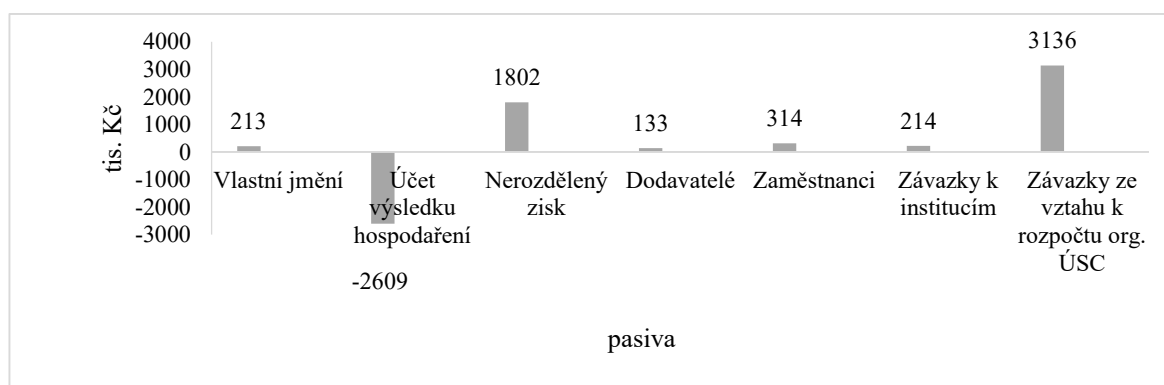 tis. Kč
4000
3000
2000
1000
0
-1000
-2000
-3000
213
-2609
1802
133
314
214
3136
Vlastní jmění
Účet
výsledku
hospodaření
Nerozdělený
zisk
Dodavatelé
Zaměstnanci
Závazky k
institucím
Závazky ze
vztahu k
rozpočtu org.
ÚSC
pasiva